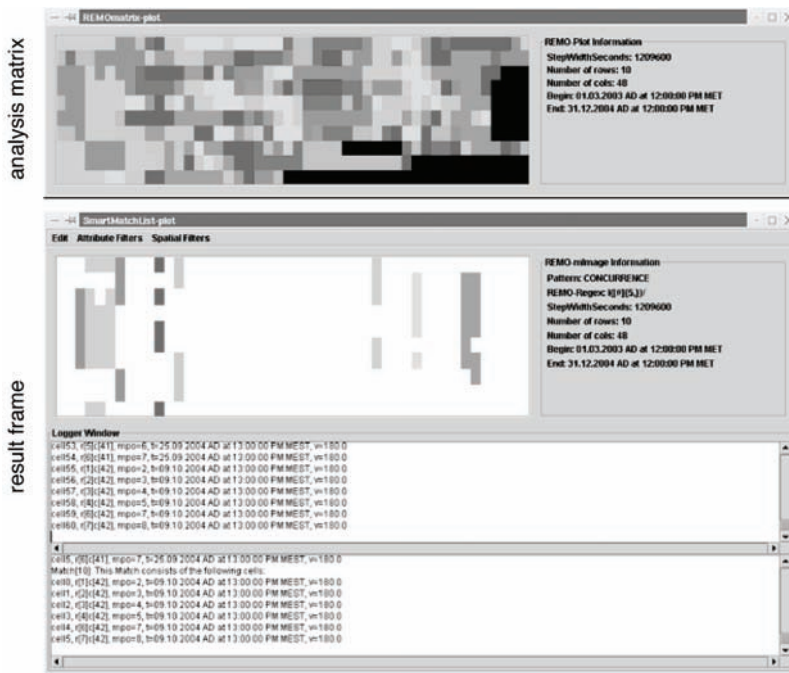 analysis matrix
REMOmatrix-plot
REMO-Plot Information
StepWidthSeconds: 1209600
Number of rows: 10
Number of cols: 48
Begin: 01.03.2003 AD at 12:00:00 PM MET
End: 31.12.2004 AD at 12:00:00 PM MET
result frame
SmartMatchList-plot
Edit Attribute Filters Spatial Filters
REMO-mImage Information
Pattern: CONCURRENCE
REMO-Regex:
StepWidthSeconds: 1209600
Number of rows: 10
Number of cols: 48
Begin: 01.03.2003 AD at 12:00:00 PM MET
End: 31.12.2004 AD at 12:00:00 PM MET
Logger Window
cell53, r[5]c[41], mpo=6, t=25.09.2004 AD at 13:00:00 PM MEST, v=180.0
cell54, r[6]c[41], mpo=7, t=25.09.2004 AD at 13:00:00 PM MEST, v=180.0
cell55, r[1]c[42], mpo=2, t=09.10.2004 AD at 13:00:00 PM MEST, v=180.0
cell56, r[2]c[42], mpo=3, t=09.10.2004 AD at 13:00:00 PM MEST, v=180.0
cell57, r[3]c[42], mpo=4, t=09.10.2004 AD at 13:00:00 PM MEST, v=180.0
cell58, r[4]c[42], mpo=5, t=09.10.2004 AD at 13:00:00 PM MEST, v=180.0
cell59, r[6]c[42], mpo=7, t=09.10.2004 AD at 13:00:00 PM MEST, v=180.0
cell60, r[7]c[42], mpo=8, t=09.10.2004 AD at 13:00:00 PM MEST, v=180.0
cell5, r[6]c[41], mpo=7, t=25.09.2004 AD at 13:00:00 PM MEST, v=180.0
Match[10]: This Match consists of the following cells:
cell0, r[1]c[42], mpo=2, t=09.10.2004 AD at 13:00:00 PM MEST, v=180.0
cell1, r[2]c[42], mpo=3, t=09.10.2004 AD at 13:00:00 PM MEST, v=180.0
cell2, r[3]c[42], mpo=4, t=09.10.2004 AD at 13:00:00 PM MEST, v=180.0
cell3, r[4]c[42], mpo=5, t=09.10.2004 AD at 13:00:00 PM MEST, v=180.0
cell4, r[6]c[42], mpo=7, t=09.10.2004 AD at 13:00:00 PM MEST, v=180.0
cell5, r[7]c[42], mpo=8, t=09.10.2004 AD at 13:00:00 PM MEST, v=180.0